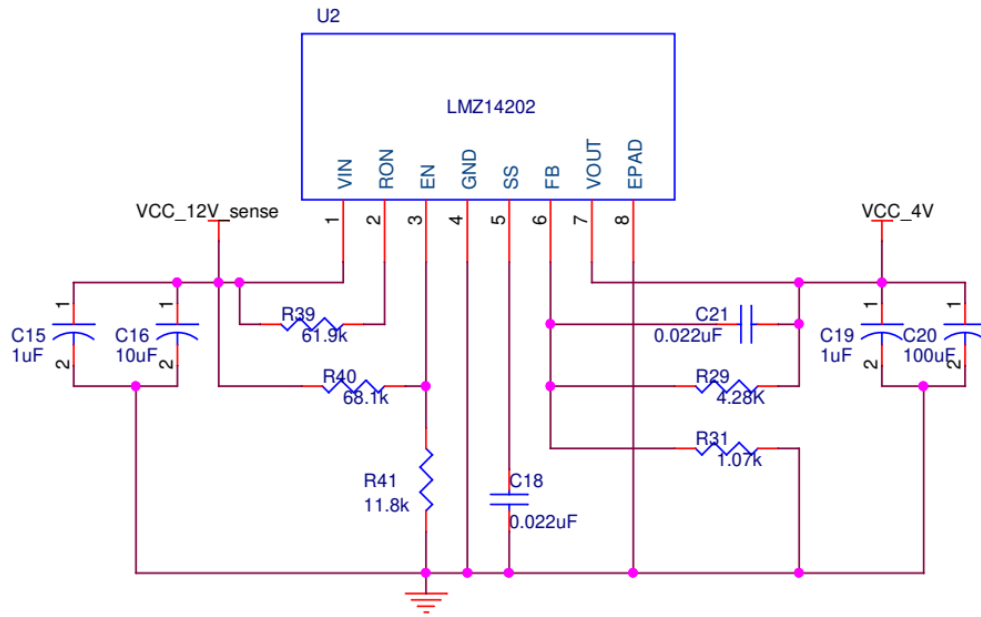 U2
LMZ14202
VIN
RON
EN
GND
SS
FB
VOUT
EPAD
1
2
3
4
5
6
7
8
VCC_12V_sense
VCC_4V
1
C15
1uF
2
1
C16
10uF
2
R39
61.9k
R40
68.1k
R41
11.8k
C18
0.022uF
C21
0.022uF
R29
4.28K
R31
1.07k
1
C19
1uF
2
1
C20
100uF
2